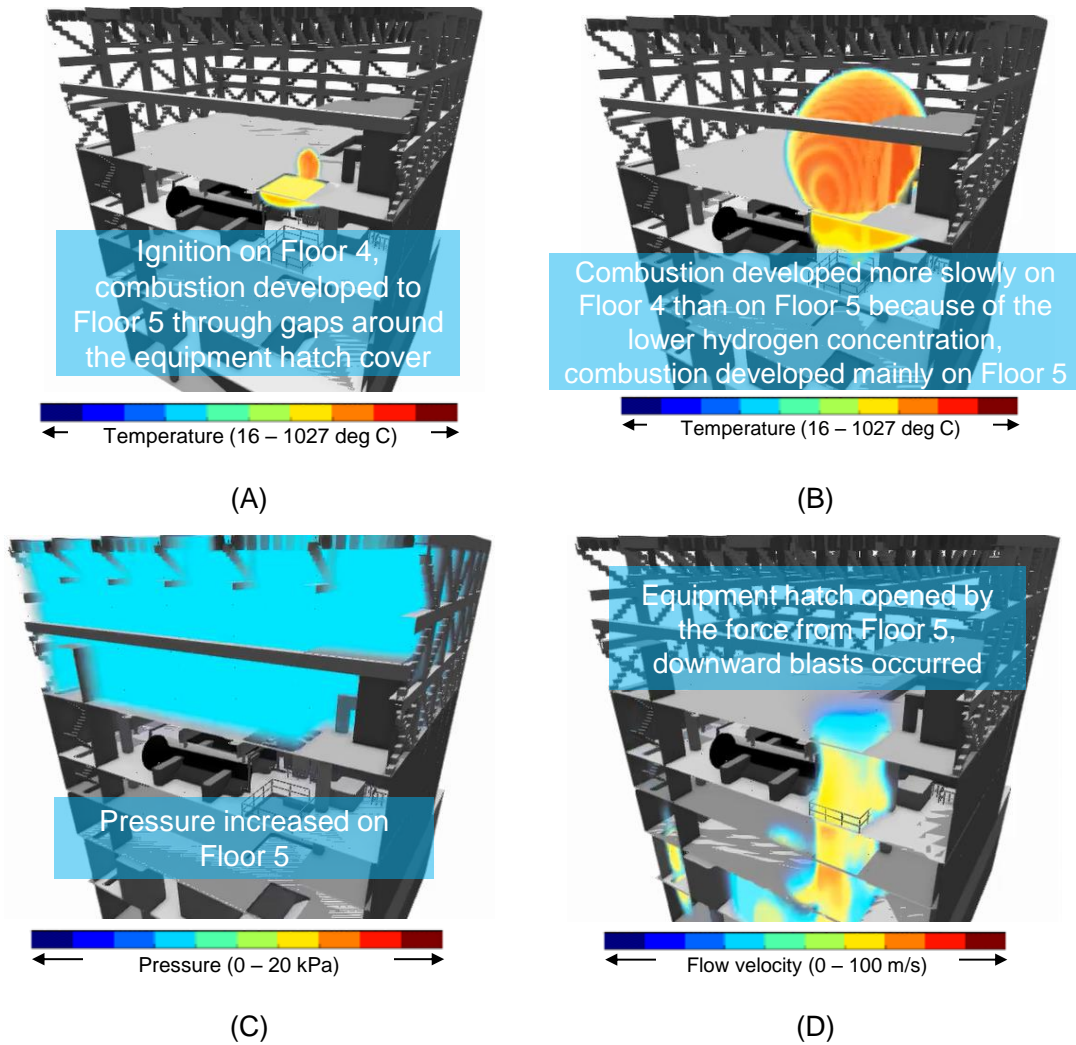 Ignition on Floor 4,
combustion developed to
Floor 5 through gaps around
the equipment hatch cover
Temperature (16 – 1027 deg C)
(A)
Combustion developed more slowly on
Floor 4 than on Floor 5 because of the
lower hydrogen concentration,
combustion developed mainly on Floor 5
Temperature (16 – 1027 deg C)
(B)
Pressure increased on
Floor 5
Pressure (0 – 20 kPa)
(C)
Equipment hatch opened by
the force from Floor 5,
downward blasts occurred
Flow velocity (0 – 100 m/s)
(D)